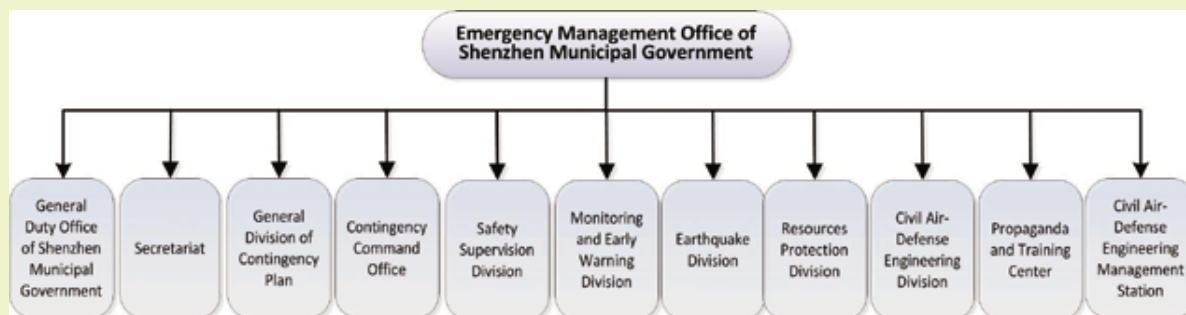 Emergency Management Office of
Shenzhen Municipal Government
General
Duty Office
of Shenzhen
Municipal
Government
Secretariat
General
Division of
Contingency
Plan
Contingency
Command
Office
Safety
Supervision
Division
Monitoring
and Early
Warning
Division
Earthquake
Division
Resources
Protection
Division
Civil Air-
Defense
Engineering
Division
Propaganda
and Training
Center
Civil Air-
Defense
Engineering
Management
Station